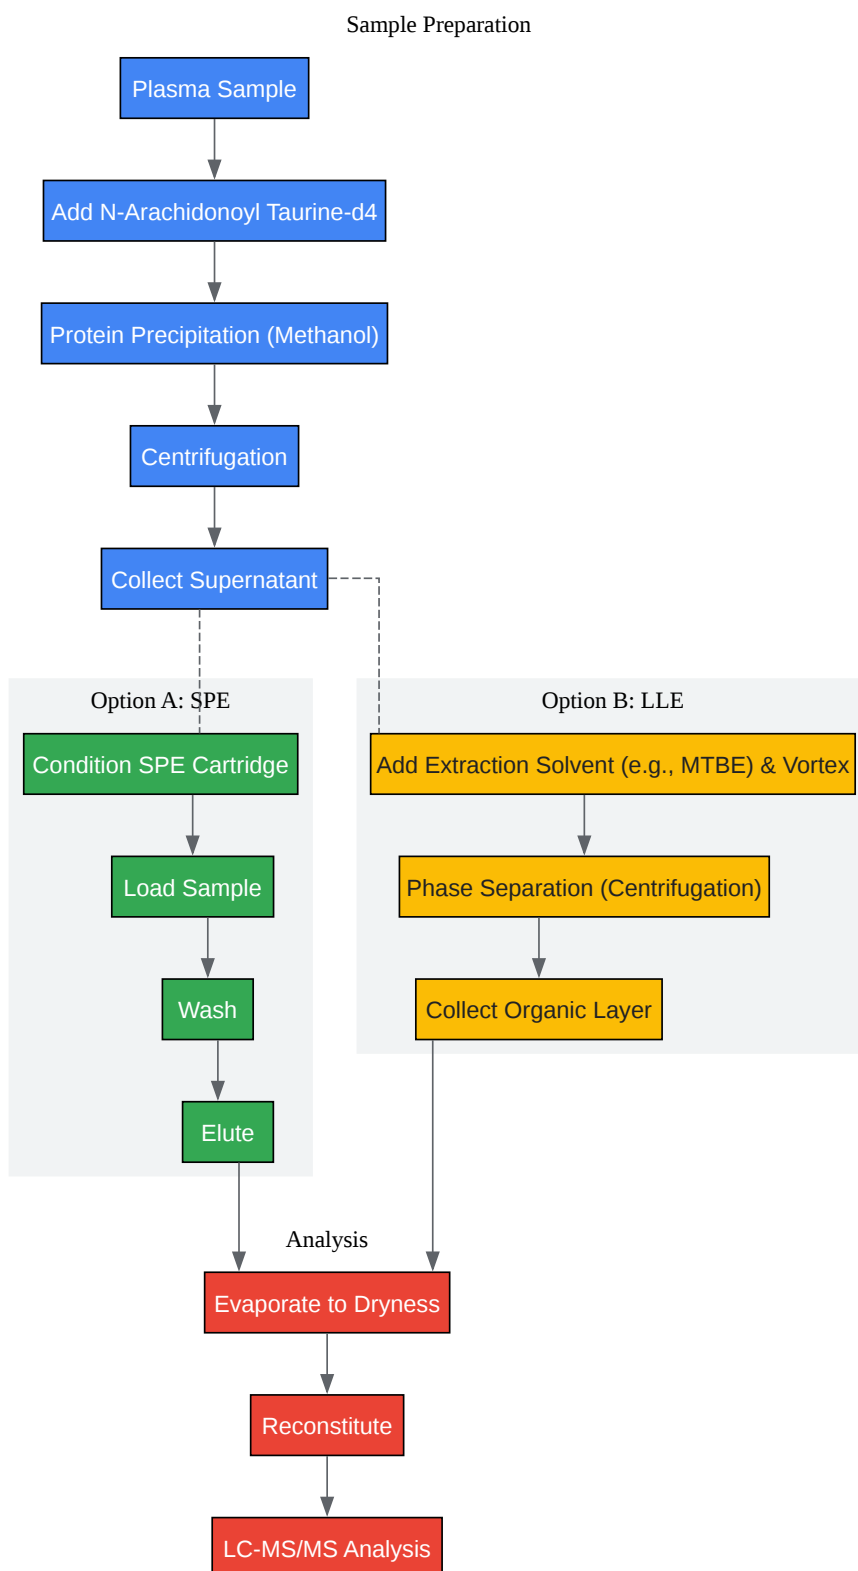 Sample Preparation
Plasma Sample
Add N-Arachidonoyl Taurine-d4
Protein Precipitation (Methanol)
Centrifugation
Collect Supernatant
Option A: SPE
Condition SPE Cartridge
Load Sample
Wash
Elute
Option B: LLE
Add Extraction Solvent (e.g., MTBE) & Vortex
Phase Separation (Centrifugation)
Collect Organic Layer
Analysis
Evaporate to Dryness
Reconstitute
LC-MS/MS Analysis